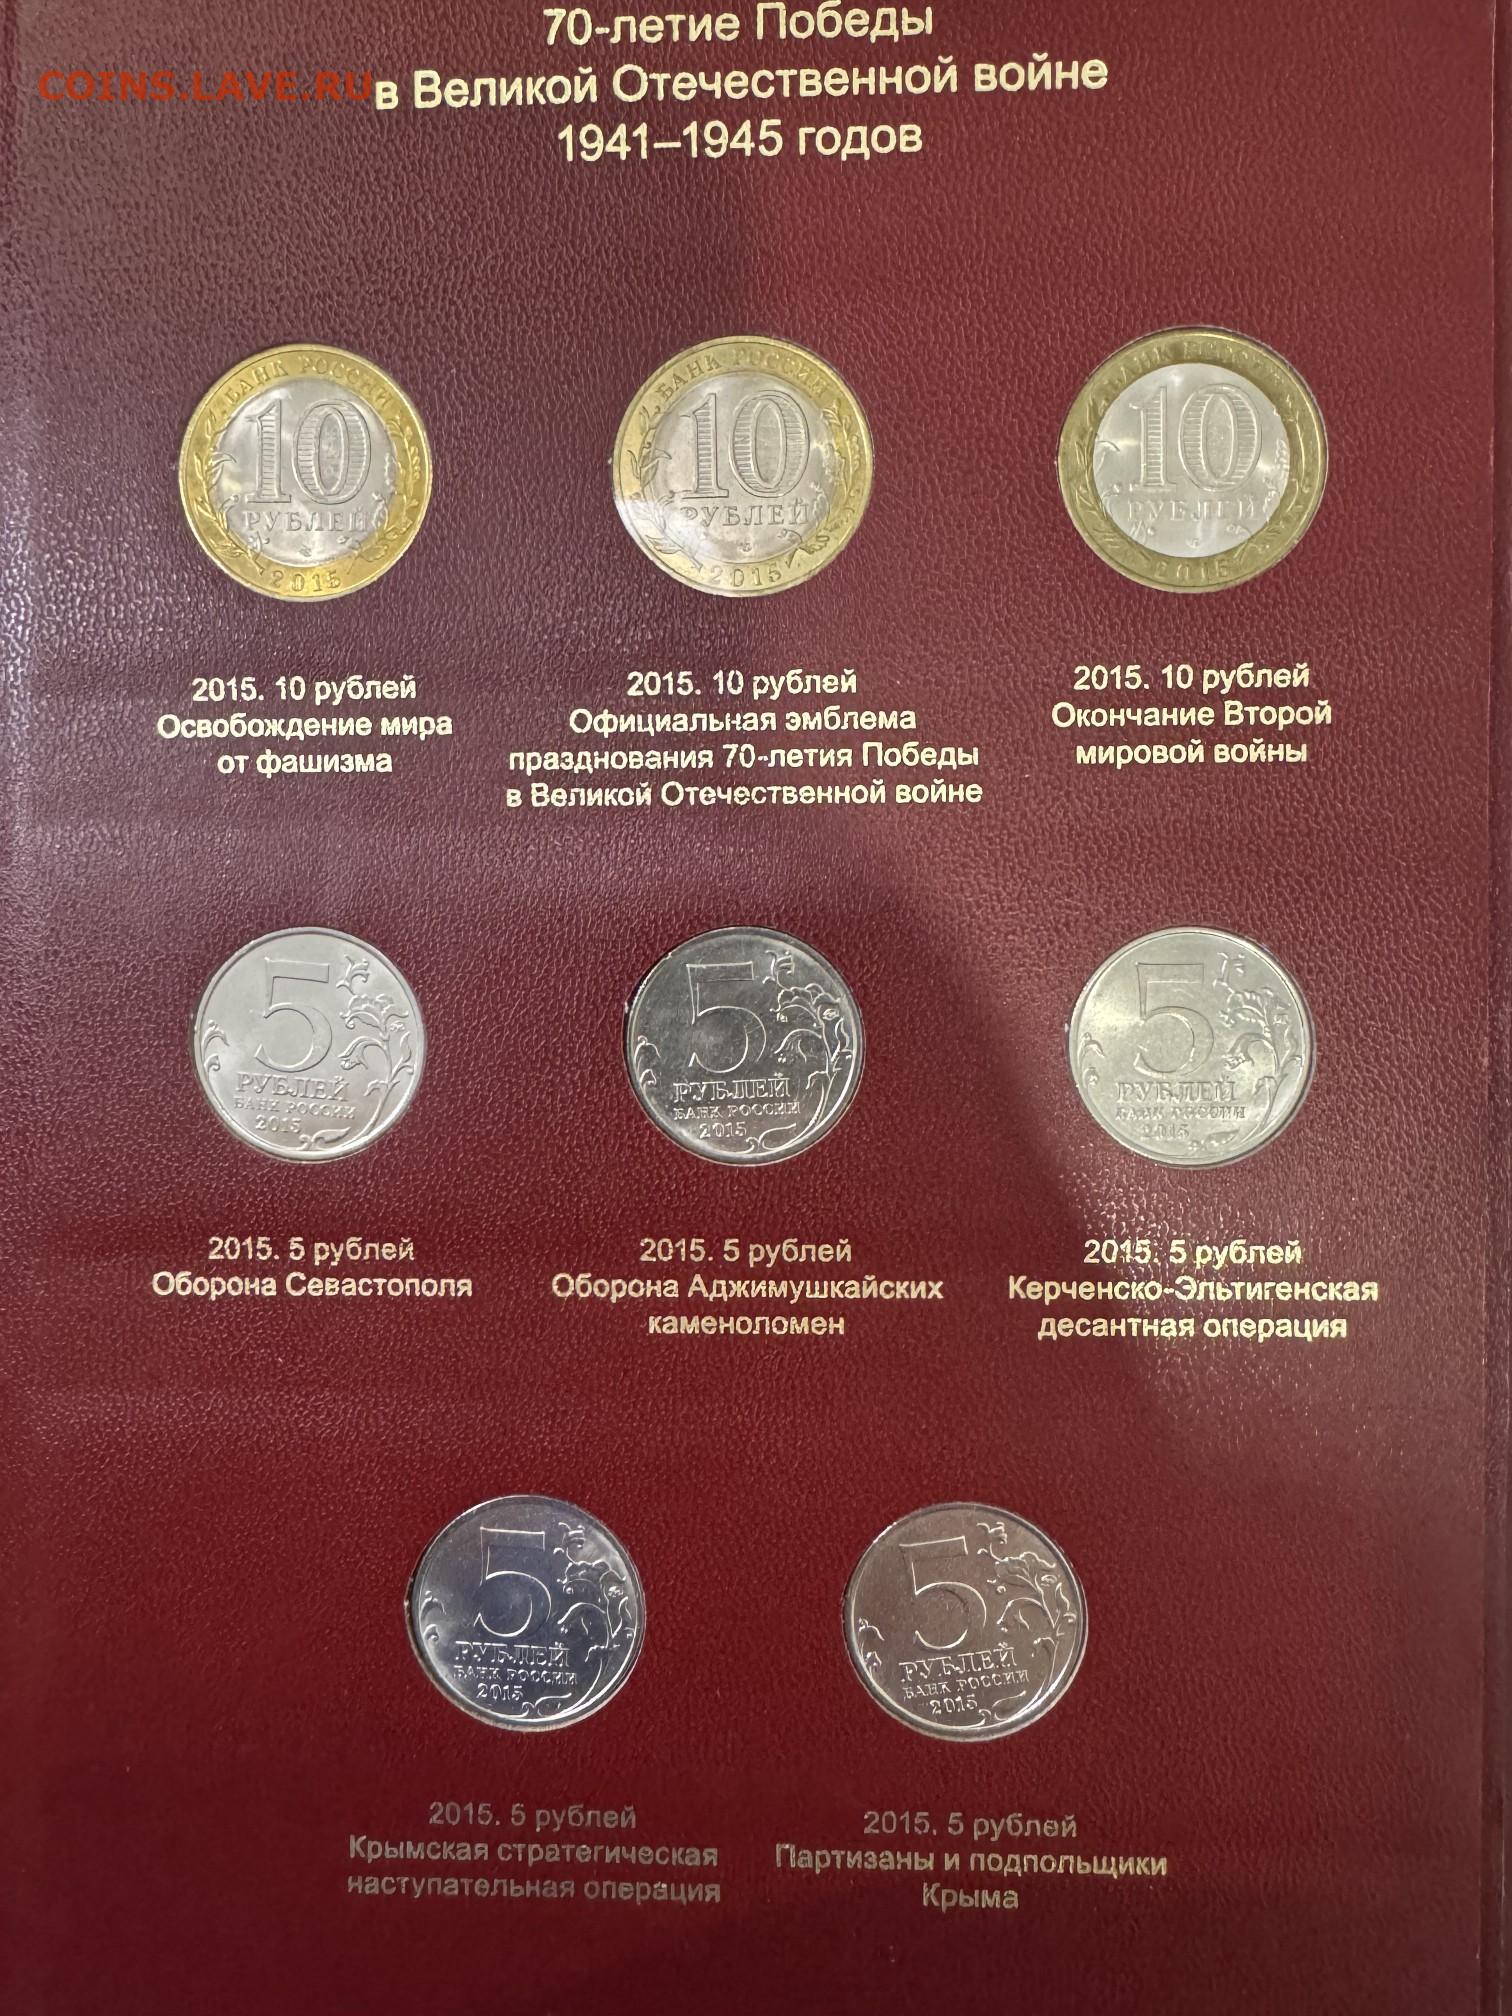 70-летие Победы
в Великой Отечественной войне
1941–1945 годов
COINS.LAVE.RU
БАНК РОССИИ
10
РУБЛЕЙ
2015
БАНК РОССИИ
10
РУБЛЕЙ
2015
БАНК РОССИИ
10
РУБЛЕЙ
2015
2015. 10 рублей
Освобождение мира
от фашизма
2015. 10 рублей
Официальная эмблема
празднования 70-летия Победы
в Великой Отечественной войне
2015. 10 рублей
Окончание Второй
мировой войны
5
РУБЛЕЙ
БАНК РОССИИ
2015
5
РУБЛЕЙ
БАНК РОССИИ
2015
5
РУБЛЕЙ
БАНК РОССИИ
2015
2015. 5 рублей
Оборона Севастополя
2015. 5 рублей
Оборона Аджимушкайских
каменоломен
2015. 5 рублей
Керченско-Эльтигенская
десантная операция
5
РУБЛЕЙ
БАНК РОССИИ
2015
5
РУБЛЕЙ
БАНК РОССИИ
2015
2015. 5 рублей
Крымская стратегическая
наступательная операция
2015. 5 рублей
Партизаны и подпольщики
Крыма